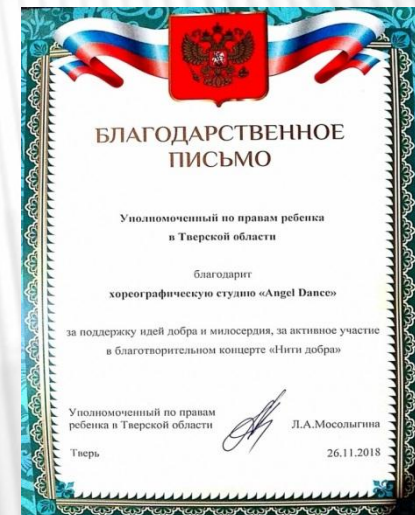 БЛАГОДАРСТВЕННОЕ
ПИСЬМО
Уполномоченный по правам ребенка
в Тверской области
благодарит
хореографическую студию «Angel Dance»
за поддержку идей добра и милосердия, за активное участие
в благотворительном концерте «Нити добра»
Уполномоченный по правам
ребенка в Тверской области Л.А.Мосолыгина
Тверь 26.11.2018